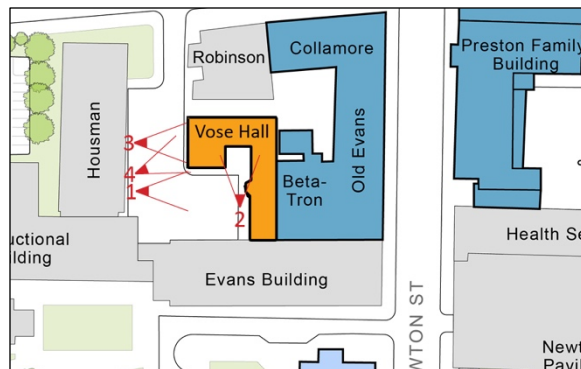 Collamore
Robinson
Preston Family
Building
Vose Hall
3
Housman
4
1
Beta-
Tron
Old Evans
2
uctional
ilding
Health Se
Evans Building
WTON ST
Newt
Pavil